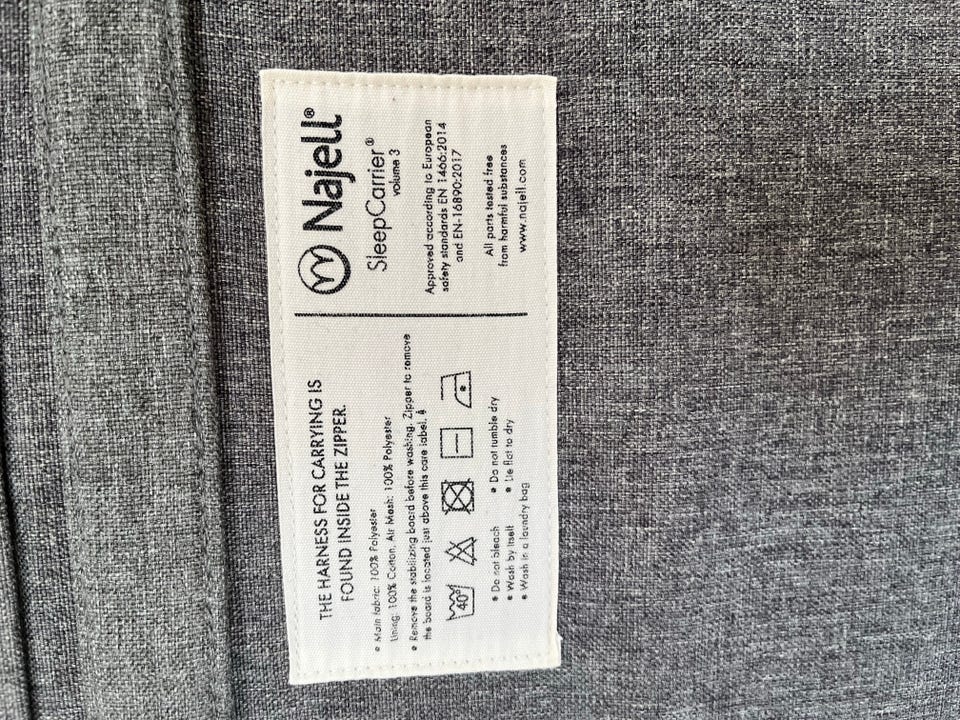 THE HARNESS FOR CARRYING IS
FOUND INSIDE THE ZIPPER.
• Main fabric: 100% Polyester
Lining: 100% Cotton, Air Mesh: 100% Polyester
• Remove the stabilizing board before washing. Zipper to remove
the board is located just above this care label.
40°
• Do not bleach
• Wash by itself
• Wash in a laundry bag
• Do not tumble dry
• Lie flat to dry
Najell®
SleepCarrier®
volume 3
Approved according to European
safety standards EN 1466:2014
and EN-16890:2017
All parts tested free
from harmful substances
www.najell.com